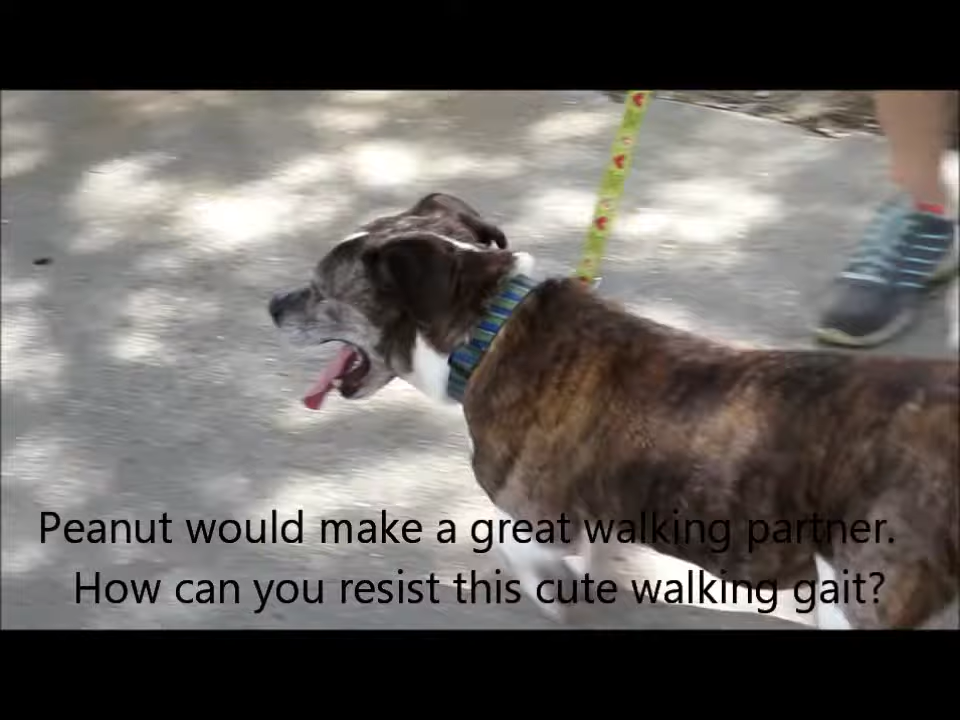 Peanut would make a great walking partner.
How can you resist this cute walking gait?